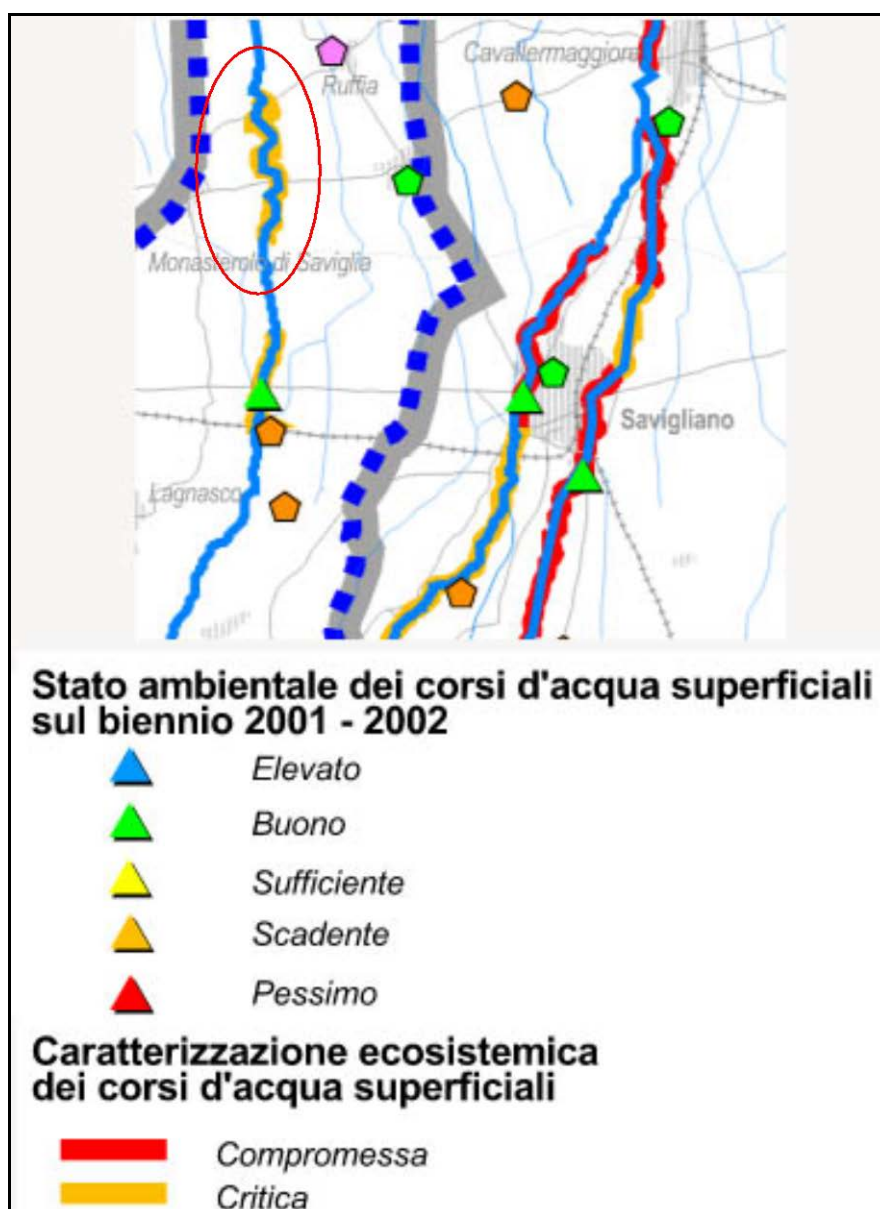 Cavallermaggiore
Ruffia
Monasterolo di Saviglia
Savigliano
Lagnasco
Stato ambientale dei corsi d'acqua superficiali
sul biennio 2001 - 2002
Elevato
Buono
Sufficiente
Scadente
Pessimo
Caratterizzazione ecosistemica
dei corsi d'acqua superficiali
Compromessa
Critica